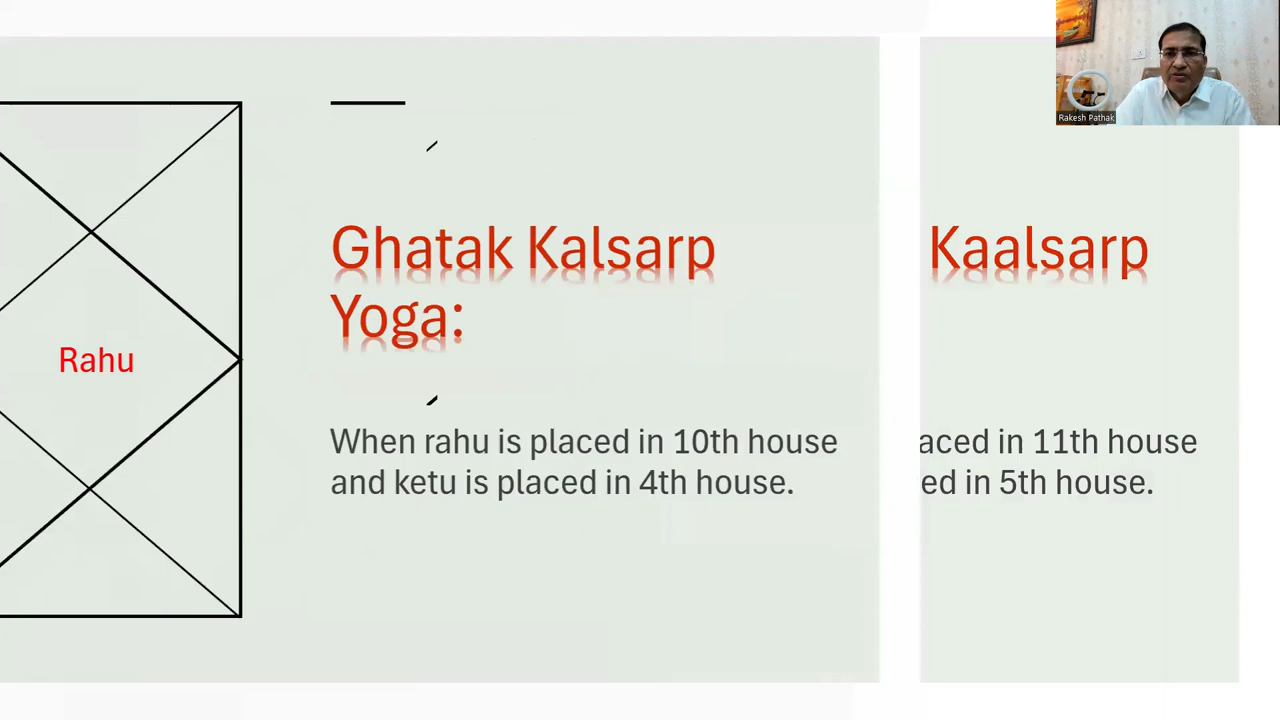 Rakesh Pathak
Ghatak Kalsarp
Yoga:
When rahu is placed in 10th house
and ketu is placed in 4th house.
Rahu
Kaalsarp
aced in 11th house
ed in 5th house.